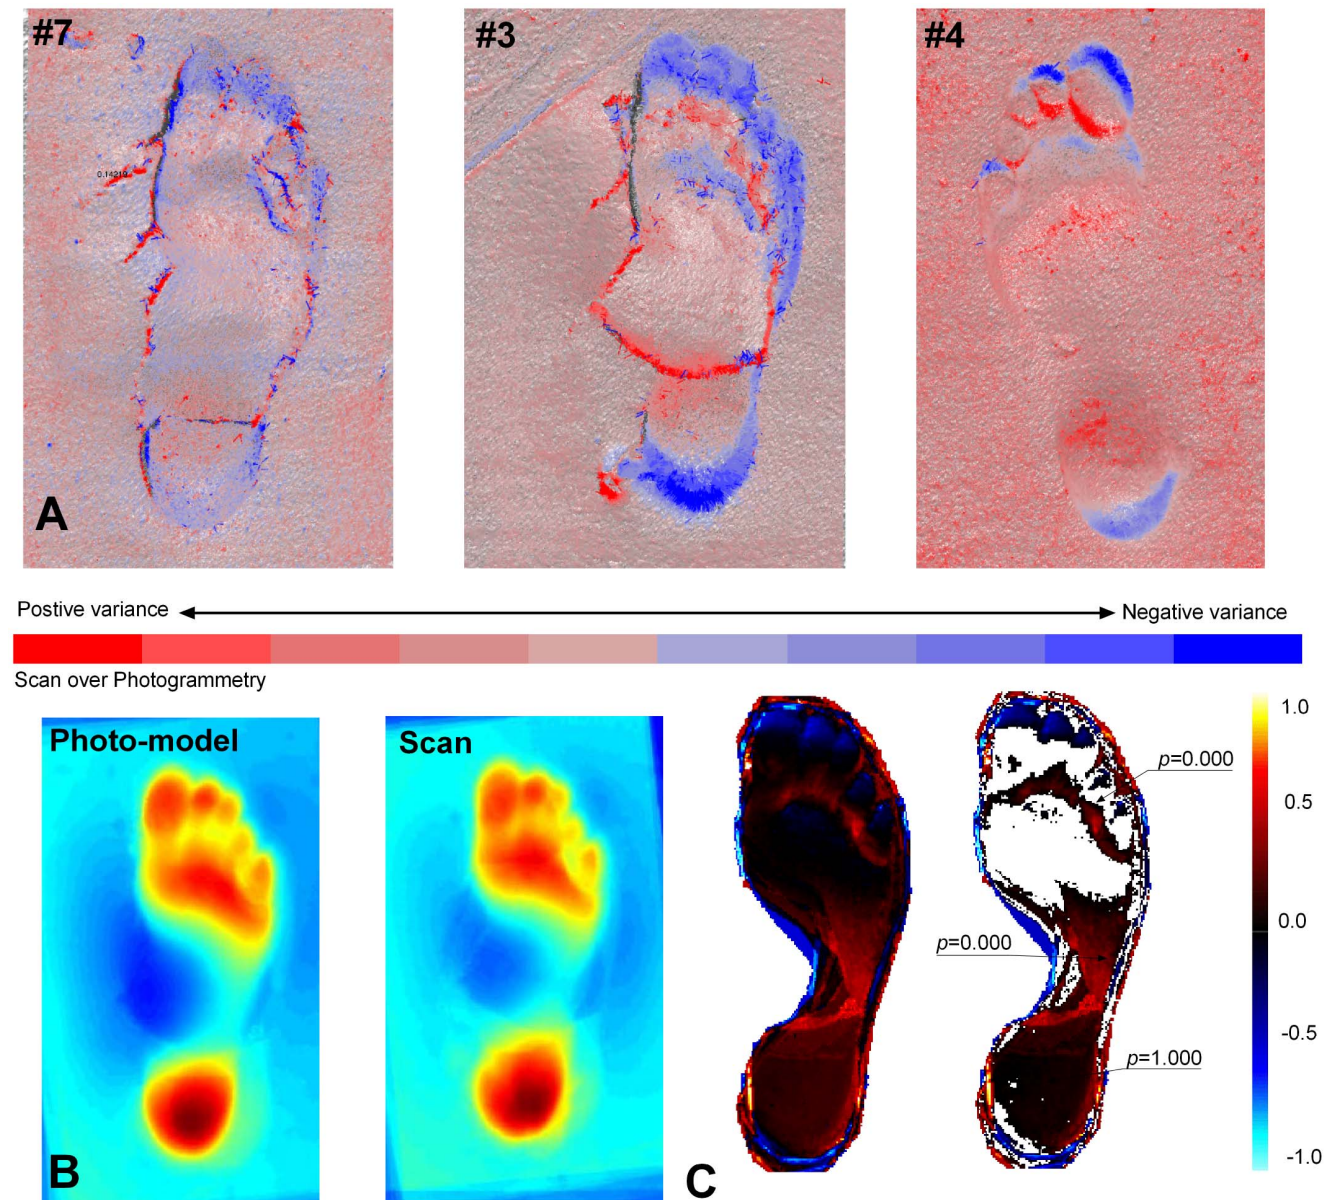 #7
#3
#4
0.14219
A
Postive variance
Negative variance
Scan over Photogrammetry
Photo-model
Scan
B
C
p=0.000
p=0.000
p=1.000
1.0
0.5
0.0
-0.5
-1.0